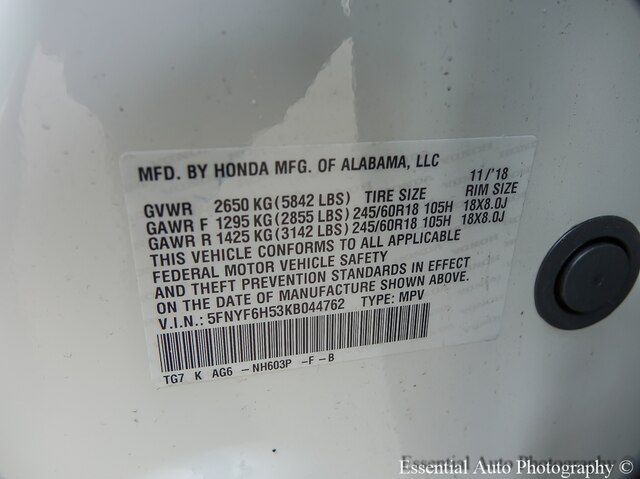 MFD. BY HONDA MFG. OF ALABAMA, LLC 11/'18
GVWR 2650 KG (5842 LBS) TIRE SIZE RIM SIZE
GAWR F 1295 KG (2855 LBS) 245/60R18 105H 18X8.0J
GAWR R 1425 KG (3142 LBS) 245/60R18 105H 18X8.0J
THIS VEHICLE CONFORMS TO ALL APPLICABLE
FEDERAL MOTOR VEHICLE SAFETY
AND THEFT PREVENTION STANDARDS IN EFFECT
ON THE DATE OF MANUFACTURE SHOWN ABOVE.
V.I.N.: 5FNYF6H53KB044762 TYPE: MPV
TG7 K AG6 -NH603P -F-B
Essential Auto Photography ©